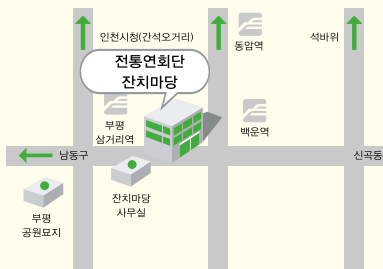 인천시청(간석오거리)
동암역
석바위
전통연희단
잔치마당
부평
삼거리역
백운역
남동구
신곡동
잔치마당
사무실
부평
공원묘지